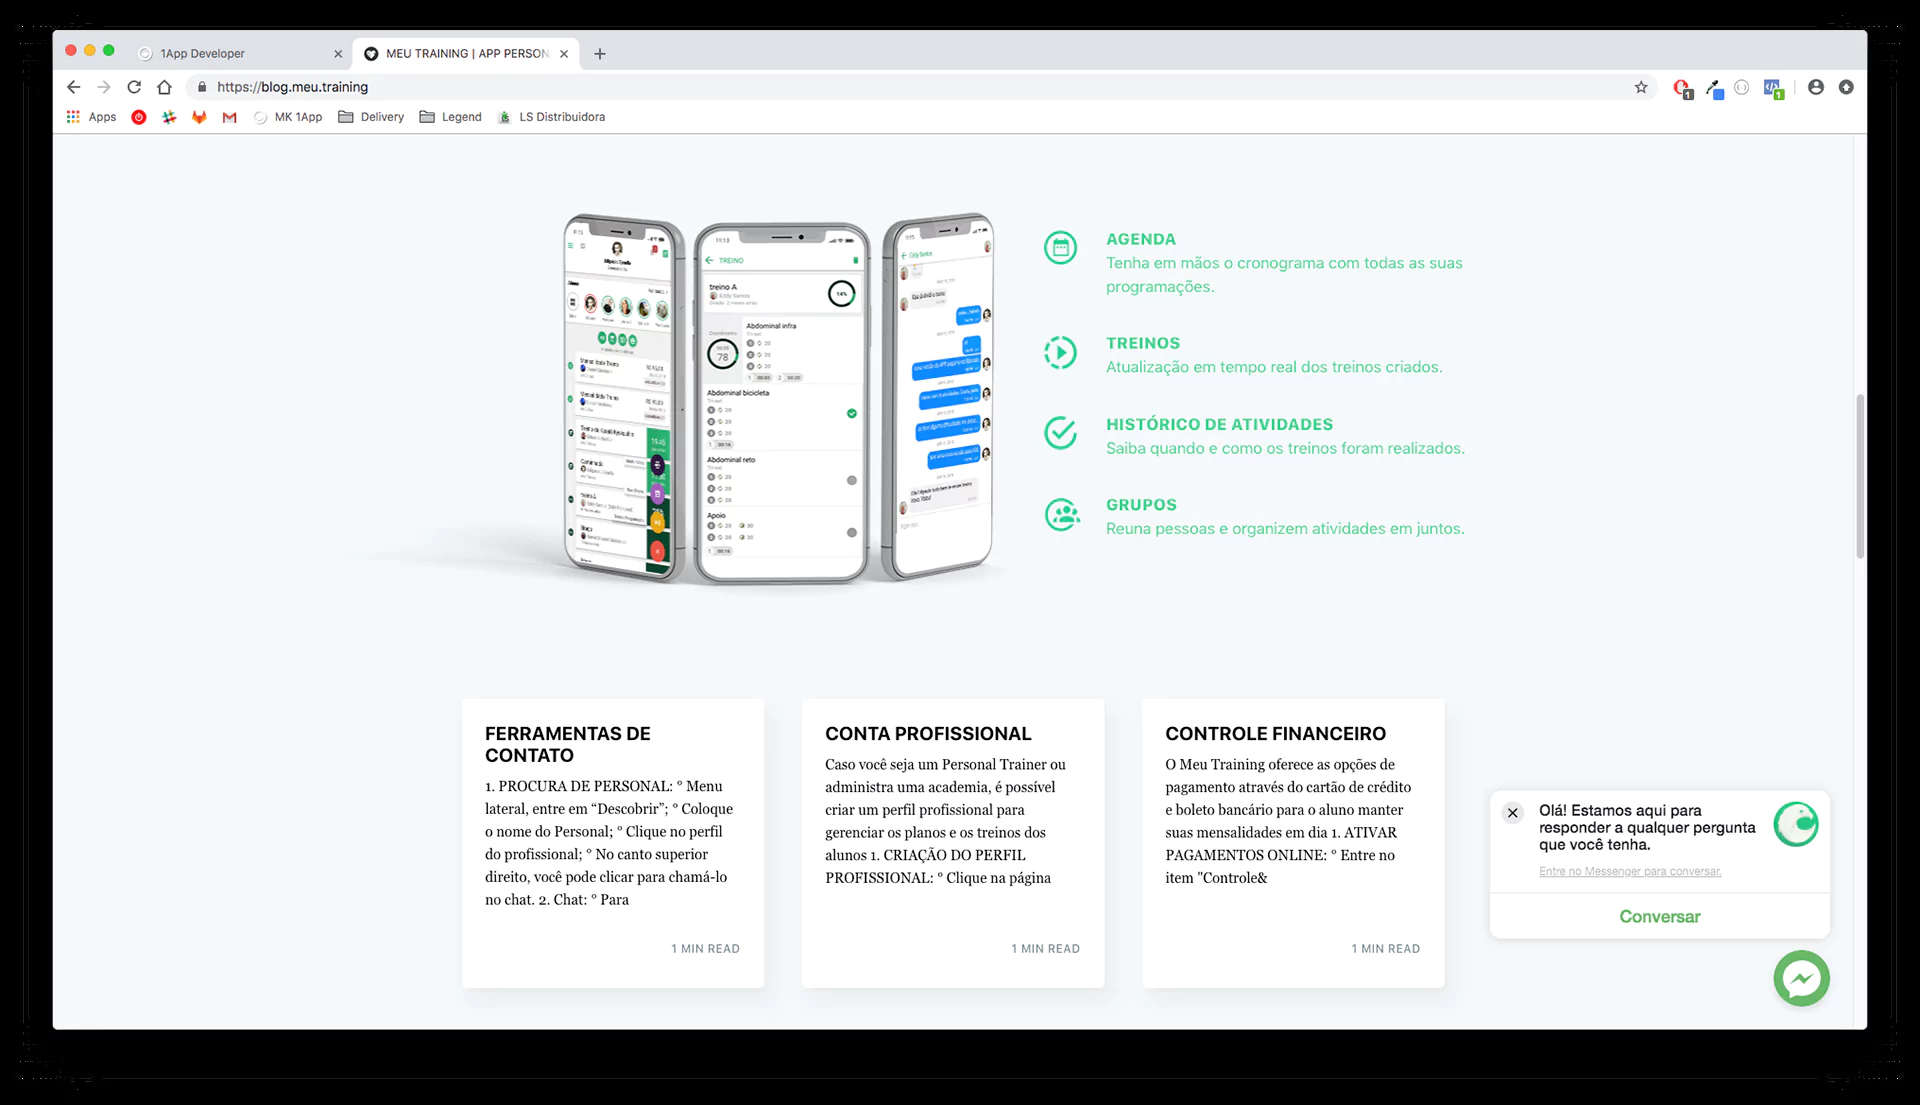 1App Developer
MEU TRAINING | APP PERSON
https://blog.meu.training
Apps
MK 1App
Delivery
Legend
LS Distribuidora
11:13
TREINO
treino A
Eddy Santos
14%
Abdominal infra
78
Abdominal bicicleta
Abdominal reto
Apoio
AGENDA
Tenha em mãos o cronograma com todas as suas
programações.
TREINOS
Atualização em tempo real dos treinos criados.
HISTÓRICO DE ATIVIDADES
Saiba quando e como os treinos foram realizados.
GRUPOS
Reuna pessoas e organizem atividades em juntos.
FERRAMENTAS DE
CONTATO
1. PROCURA DE PERSONAL: ° Menu
lateral, entre em “Descobrir”; ° Coloque
o nome do Personal; ° Clique no perfil
do profissional; ° No canto superior
direito, você pode clicar para chamá-lo
no chat. 2. Chat: ° Para
1 MIN READ
CONTA PROFISSIONAL
Caso você seja um Personal Trainer ou
administra uma academia, é possível
criar um perfil profissional para
gerenciar os planos e os treinos dos
alunos 1. CRIAÇÃO DO PERFIL
PROFISSIONAL: ° Clique na página
1 MIN READ
CONTROLE FINANCEIRO
O Meu Training oferece as opções de
pagamento através do cartão de crédito
e boleto bancário para o aluno manter
suas mensalidades em dia 1. ATIVAR
PAGAMENTOS ONLINE: ° Entre no
item "Controle&
1 MIN READ
Olá! Estamos aqui para
responder a qualquer pergunta
que você tenha.
Entre no Messenger para conversar.
Conversar